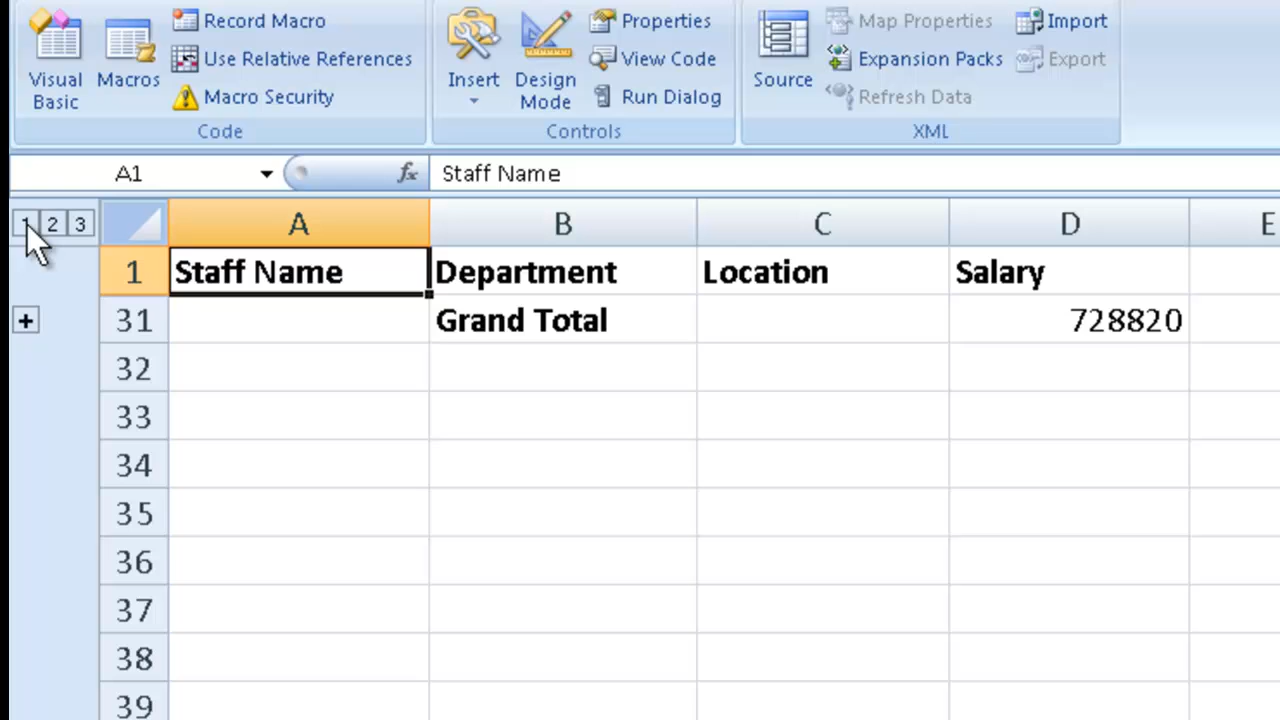 Visual Basic
Macros
Record Macro
Use Relative References
Macro Security
Code
Insert
Design Mode
Properties
View Code
Run Dialog
Controls
Source
Map Properties
Expansion Packs
Refresh Data
Import
Export
XML
A1 fx Staff Name
1 2 3 A B C D E
1 Staff Name Department Location Salary
+ 31 Grand Total 728820
32
33
34
35
36
37
38
39